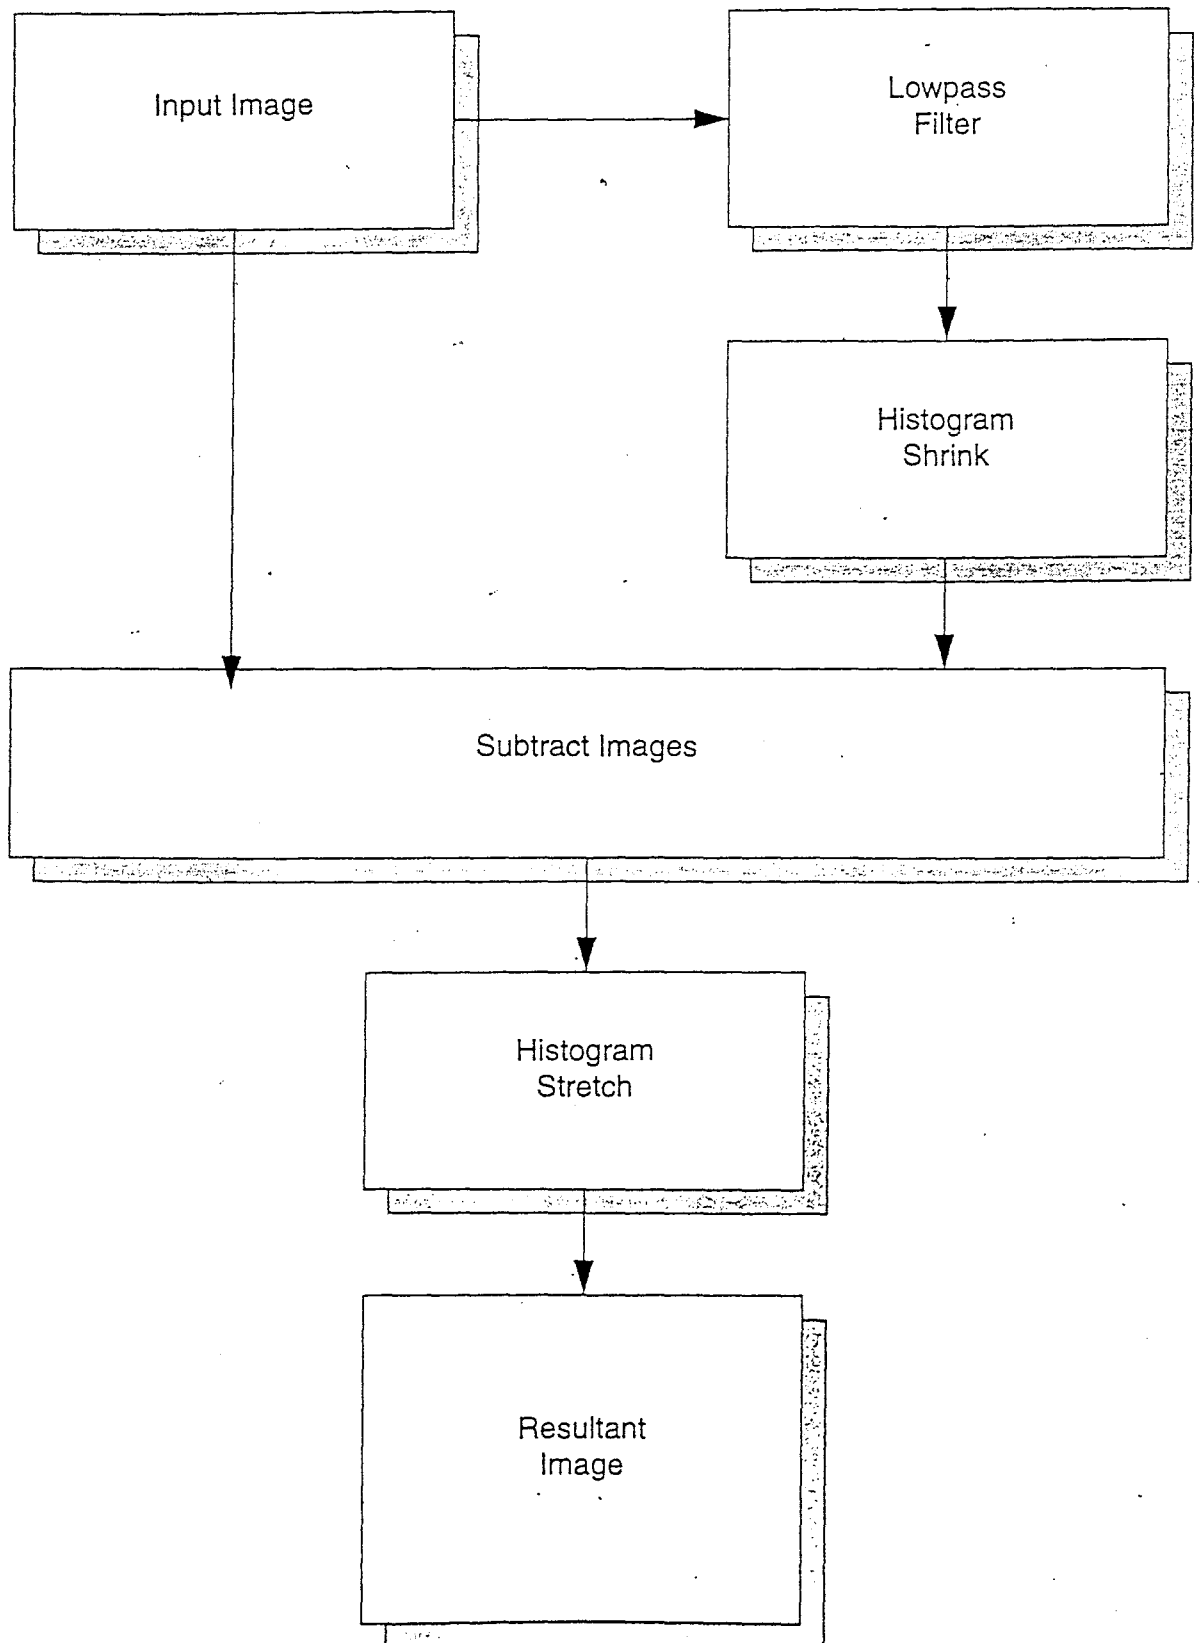 Input Image
Lowpass
Filter
Histogram
Shrink
Subtract Images
Histogram
Stretch
Resultant
Image